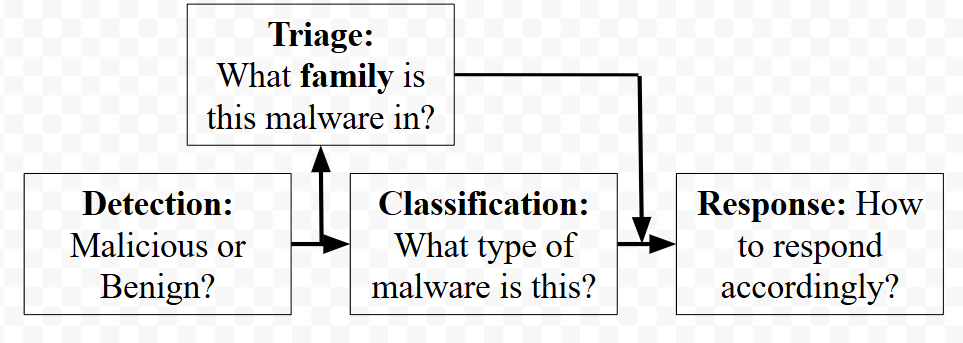 Triage:
What family is
this malware in?
Detection:
Malicious or
Benign?
Classification:
What type of
malware is this?
Response: How
to respond
accordingly?